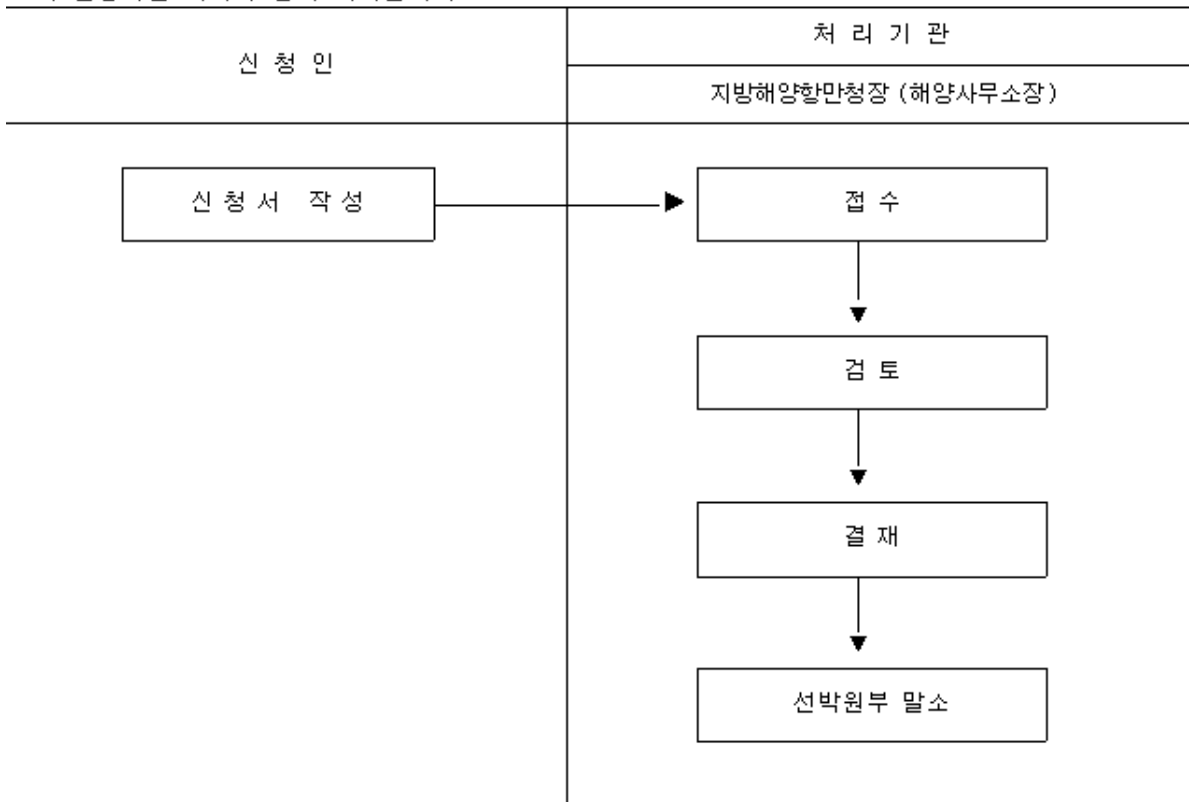 신 청 인
처 리 기 관
지방해양항만청장 (해양사무소장)
신 청 서 작 성
접 수
검 토
결 재
선박원부 말소